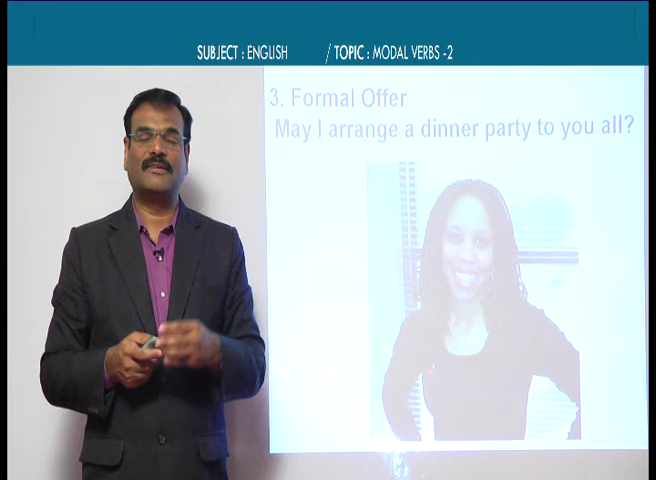 SUBJECT : ENGLISH / TOPIC : MODAL VERBS -2
3. Formal Offer
May I arrange a dinner party to you all?